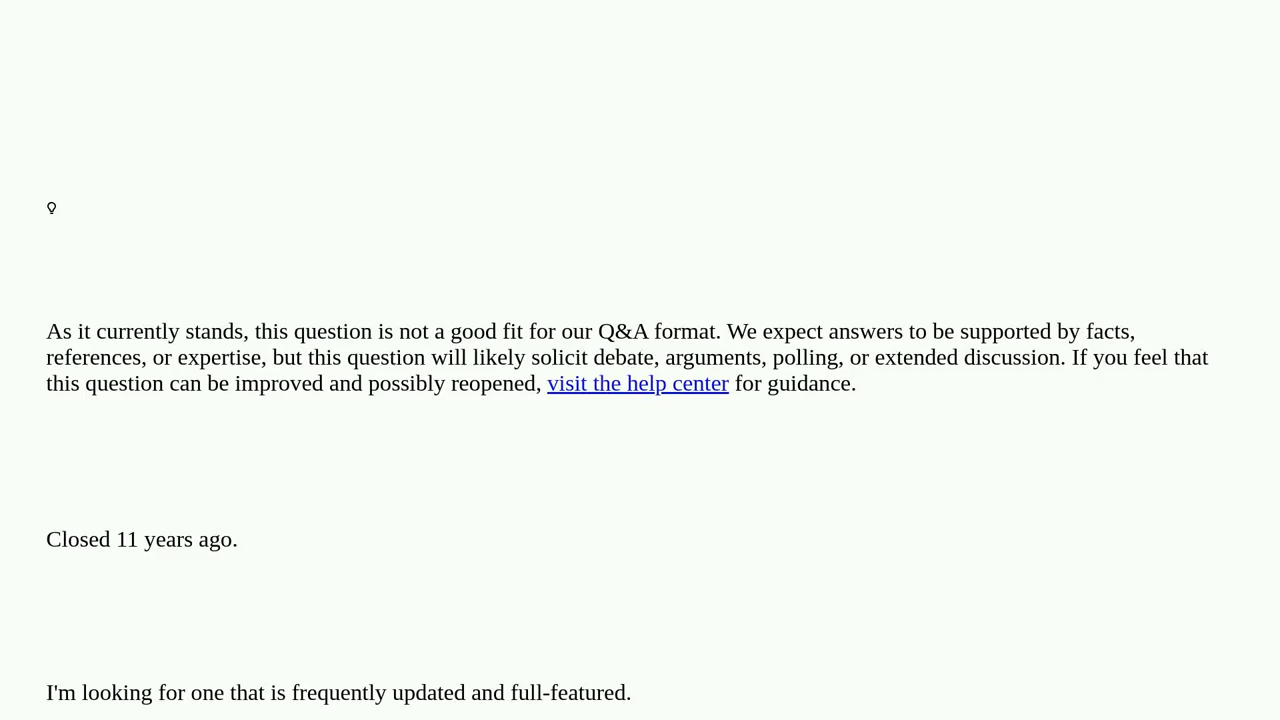 As it currently stands, this question is not a good fit for our Q&A format. We expect answers to be supported by facts,
references, or expertise, but this question will likely solicit debate, arguments, polling, or extended discussion. If you feel that
this question can be improved and possibly reopened, visit the help center for guidance.
Closed 11 years ago.
I'm looking for one that is frequently updated and full-featured.